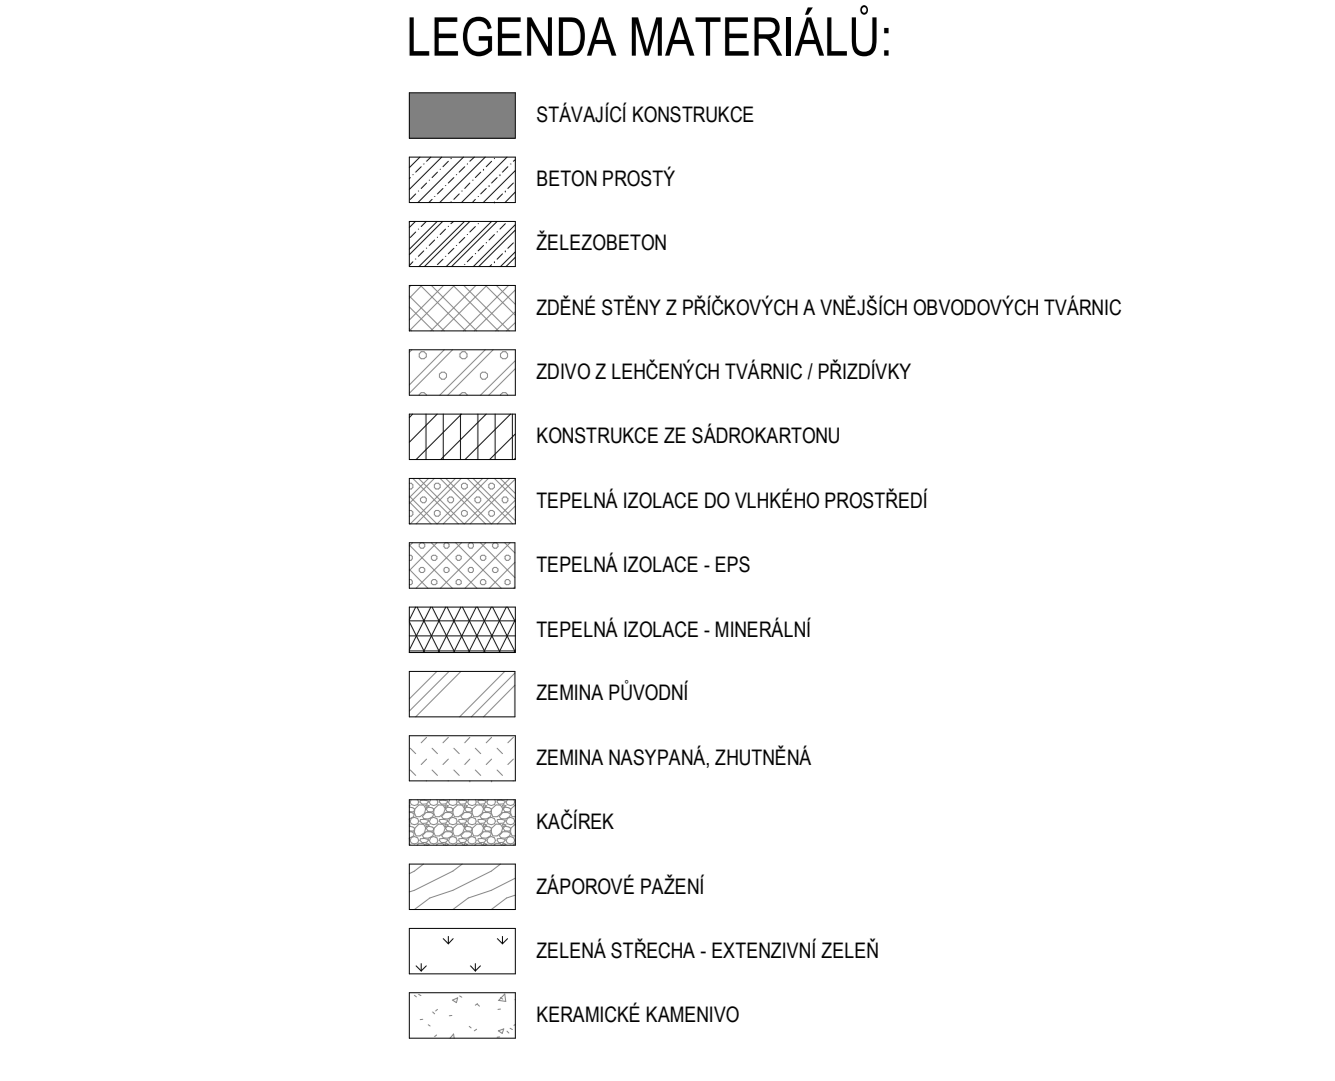 LEGENDA MATERIÁLŮ:
STÁVAJÍCÍ KONSTRUKCE
BETON PROSTÝ
ŽELEZOBETON
ZDĚNÉ STĚNY Z PŘÍČKOVÝCH A VNĚJŠÍCH OBVODOVÝCH TVÁRNIC
ZDIVO Z LEHČENÝCH TVÁRNIC / PŘIZDÍVKY
KONSTRUKCE ZE SÁDROKARTONU
TEPELNÁ IZOLACE DO VLHKÉHO PROSTŘEDÍ
TEPELNÁ IZOLACE - EPS
TEPELNÁ IZOLACE - MINERÁLNÍ
ZEMINA PŮVODNÍ
ZEMINA NASYPANÁ, ZHUTNĚNÁ
KAČÍREK
ZÁPOROVÉ PAŽENÍ
ZELENÁ STŘECHA - EXTENZIVNÍ ZELEŇ
KERAMICKÉ KAMENIVO